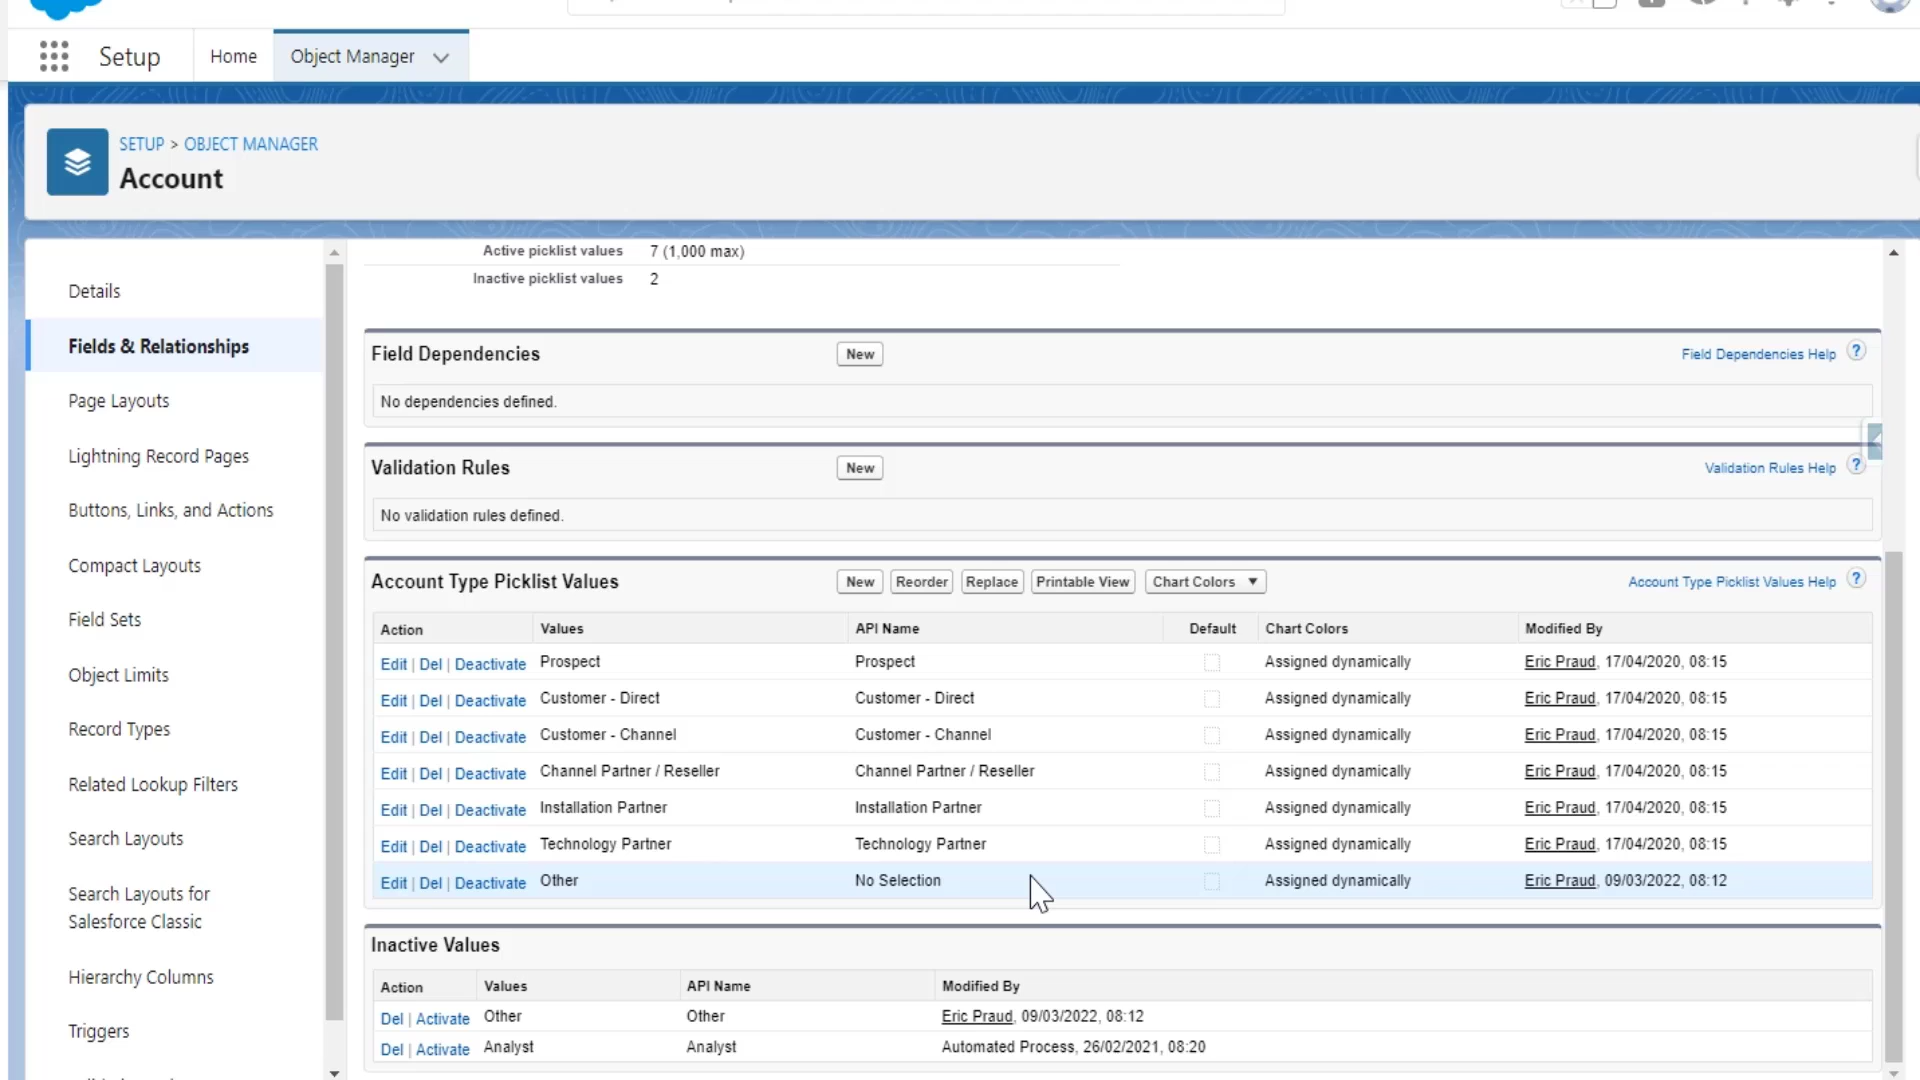 Setup
Home
Object Manager
SETUP > OBJECT MANAGER
Account
Details
Fields & Relationships
Page Layouts
Lightning Record Pages
Buttons, Links, and Actions
Compact Layouts
Field Sets
Object Limits
Record Types
Related Lookup Filters
Search Layouts
Search Layouts for
Salesforce Classic
Hierarchy Columns
Triggers
Active picklist values 7 (1,000 max)
Inactive picklist values 2
Field Dependencies New Field Dependencies Help ?
No dependencies defined.
Validation Rules New Validation Rules Help ?
No validation rules defined.
Account Type Picklist Values New Reorder Replace Printable View Chart Colors Account Type Picklist Values Help ?
Action Values API Name Default Chart Colors Modified By
Edit | Del | Deactivate Prospect Prospect Assigned dynamically Eric Praud, 17/04/2020, 08:15
Edit | Del | Deactivate Customer - Direct Customer - Direct Assigned dynamically Eric Praud, 17/04/2020, 08:15
Edit | Del | Deactivate Customer - Channel Customer - Channel Assigned dynamically Eric Praud, 17/04/2020, 08:15
Edit | Del | Deactivate Channel Partner / Reseller Channel Partner / Reseller Assigned dynamically Eric Praud, 17/04/2020, 08:15
Edit | Del | Deactivate Installation Partner Installation Partner Assigned dynamically Eric Praud, 17/04/2020, 08:15
Edit | Del | Deactivate Technology Partner Technology Partner Assigned dynamically Eric Praud, 17/04/2020, 08:15
Edit | Del | Deactivate Other No Selection Assigned dynamically Eric Praud, 09/03/2022, 08:12
Inactive Values
Action Values API Name Modified By
Del | Activate Other Other Eric Praud, 09/03/2022, 08:12
Del | Activate Analyst Analyst Automated Process, 26/02/2021, 08:20